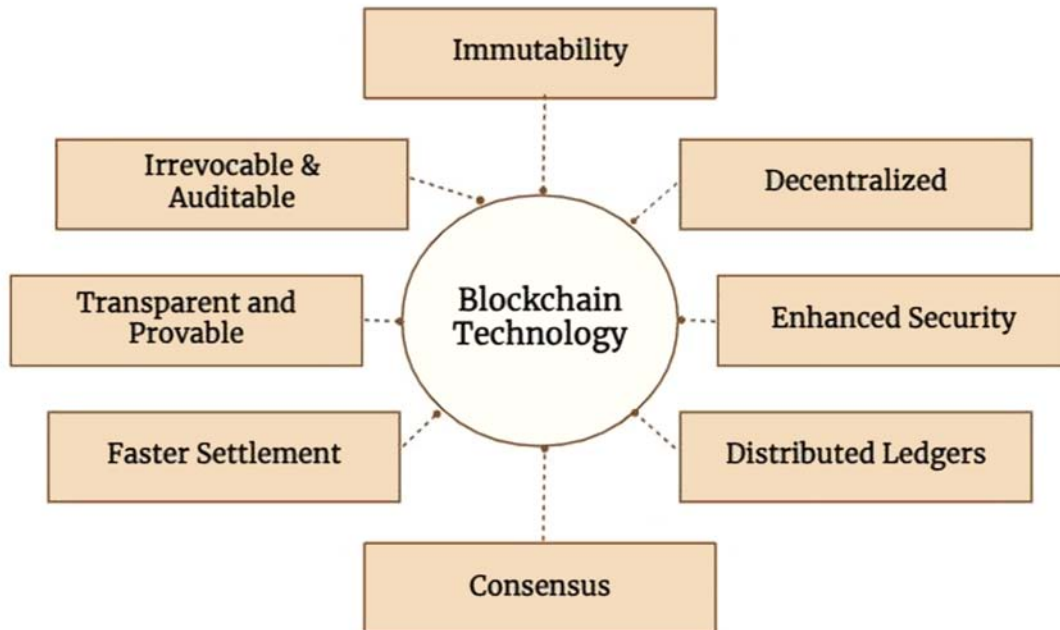 Immutability
Irrevocable &
Auditable
Decentralized
Transparent and
Provable
Blockchain
Technology
Enhanced Security
Faster Settlement
Distributed Ledgers
Consensus